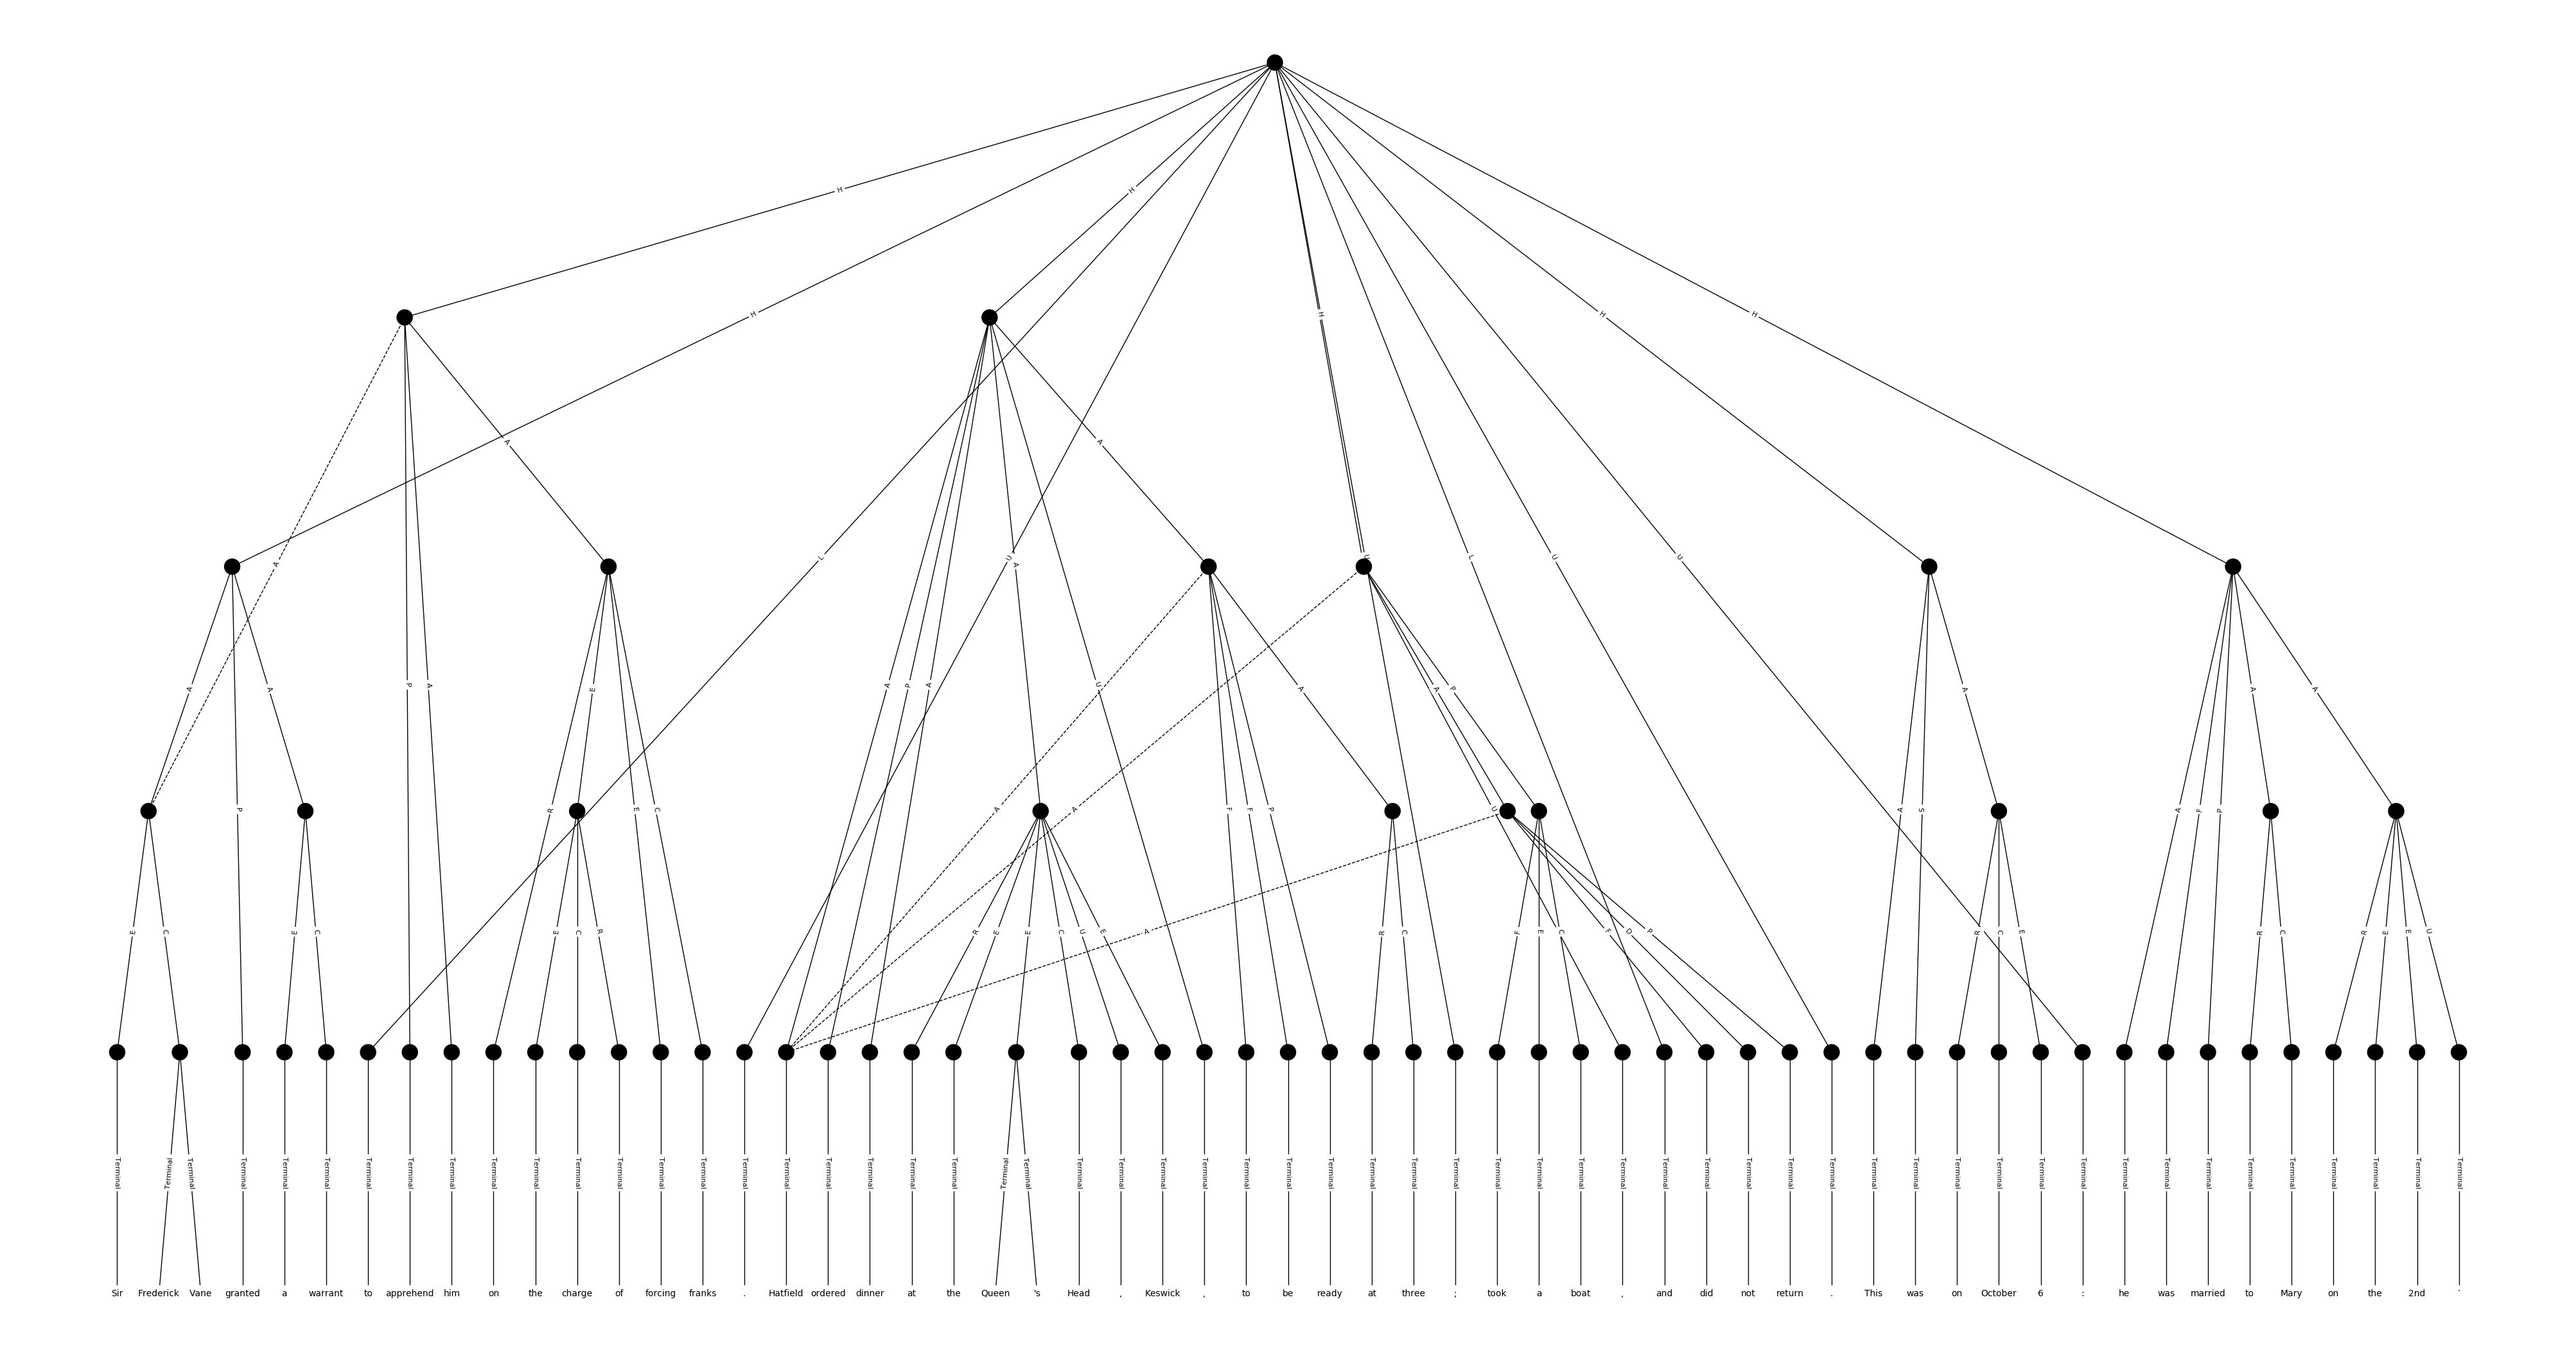 H
H
H
H
H
H
A
A
L
U
A
A
U
L
U
U
A
A
P
A
E
A
P
A
U
A
A
P
A
A
A
P
R
E
C
A
A
F
F
P
U
A
S
A
F
P
E
C
E
C
E
C
R
R
E
E
C
U
E
A
R
C
F
E
C
F
D
P
R
C
E
R
C
R
E
E
U
Terminal Terminal Terminal Terminal Terminal Terminal Terminal Terminal Terminal Terminal Terminal Terminal Terminal Terminal Terminal Terminal Terminal Terminal Terminal Terminal Terminal Terminal Terminal Terminal Terminal Terminal Terminal Terminal Terminal Terminal Terminal Terminal Terminal Terminal Terminal Terminal Terminal Terminal Terminal Terminal Terminal Terminal Terminal Terminal Terminal Terminal Terminal Terminal Terminal Terminal Terminal Terminal Terminal Terminal Terminal Terminal Terminal
Sir Frederick Vane granted a warrant to apprehend him on the charge of forcing franks . Hatfield ordered dinner at the Queen 's Head , Keswick , to be ready at three ; took a boat , and did not return . This was on October 6 : he was married to Mary on the 2nd